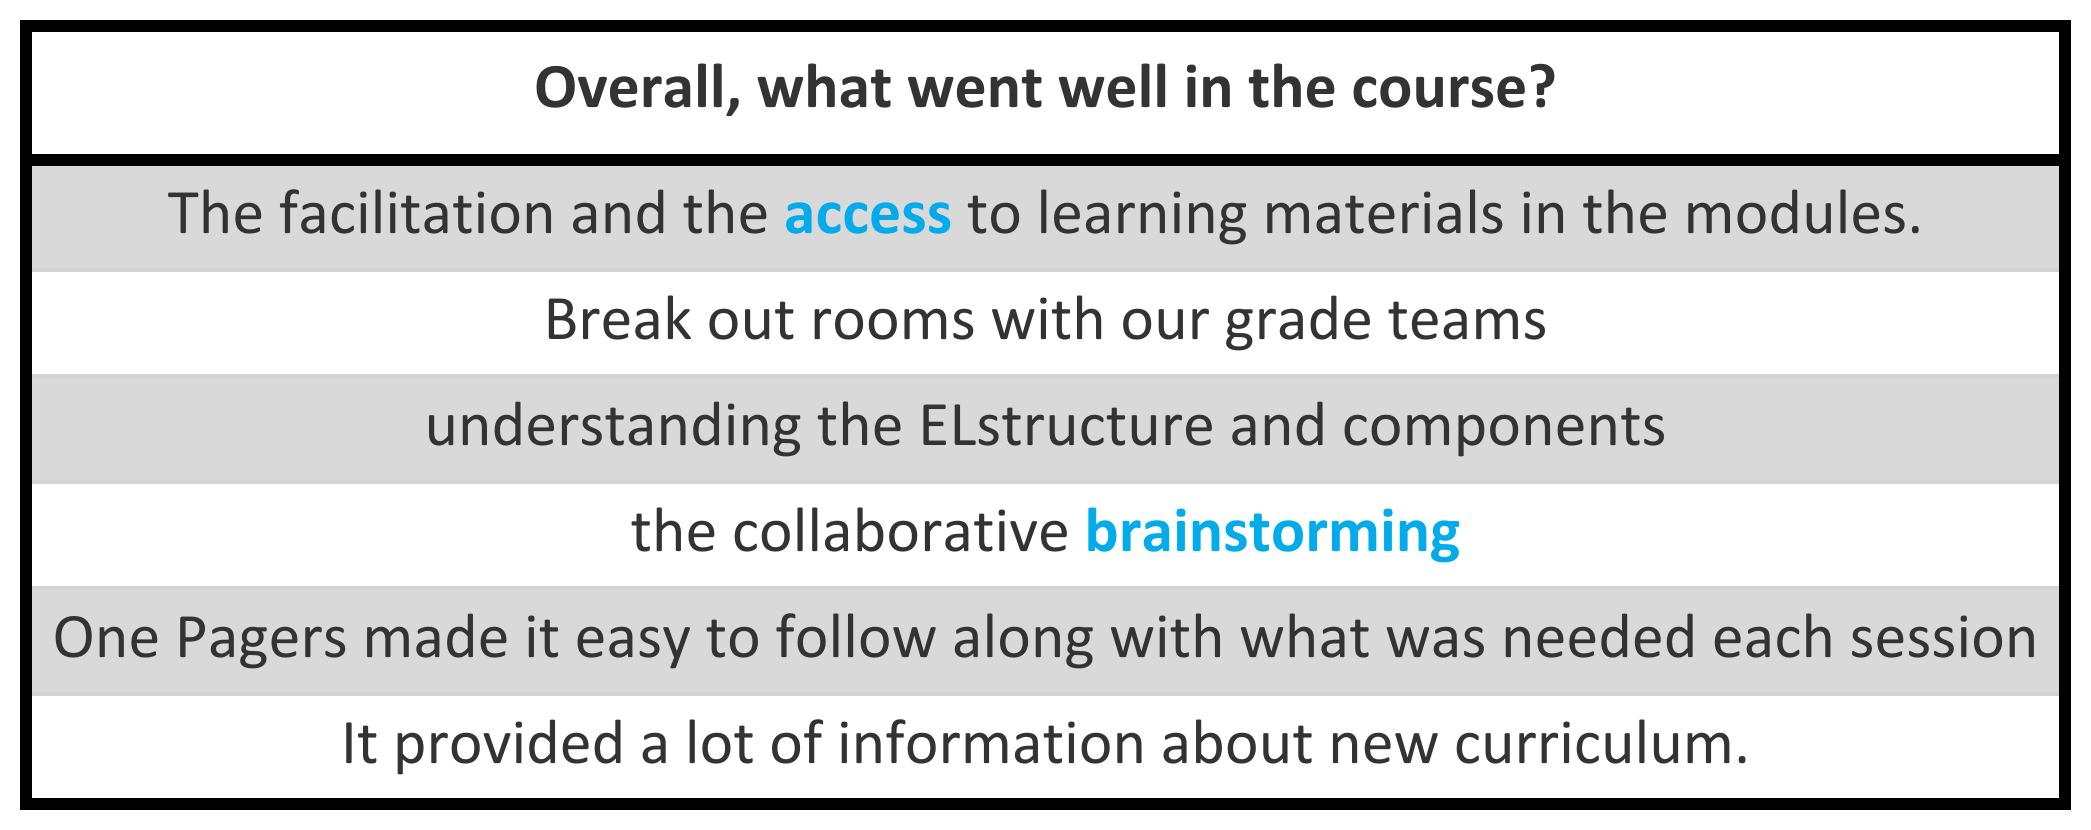 Overall, what went well in the course?
The facilitation and the access to learning materials in the modules.
Break out rooms with our grade teams
understanding the ELstructure and components
the collaborative brainstorming
One Pagers made it easy to follow along with what was needed each session
It provided a lot of information about new curriculum.